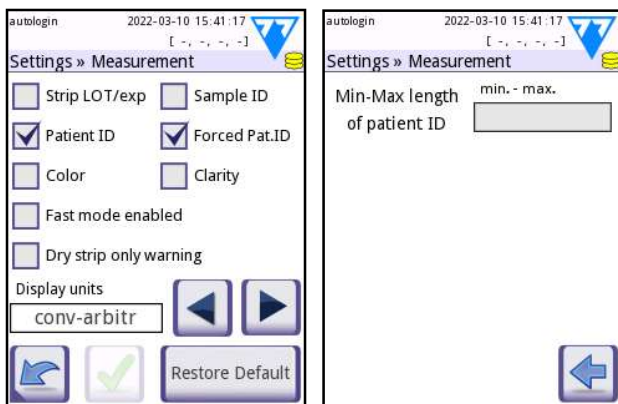 autologin 2022-03-10 15:41:17
[ -, -, -, -]
Settings » Measurement
Strip LOT/exp Sample ID
Patient ID Forced Pat.ID
Color Clarity
Fast mode enabled
Dry strip only warning
Display units
conv-arbitr
Restore Default
autologin 2022-03-10 15:41:17
[ -, -, -, -]
Settings » Measurement
Min-Max length min. - max.
of patient ID